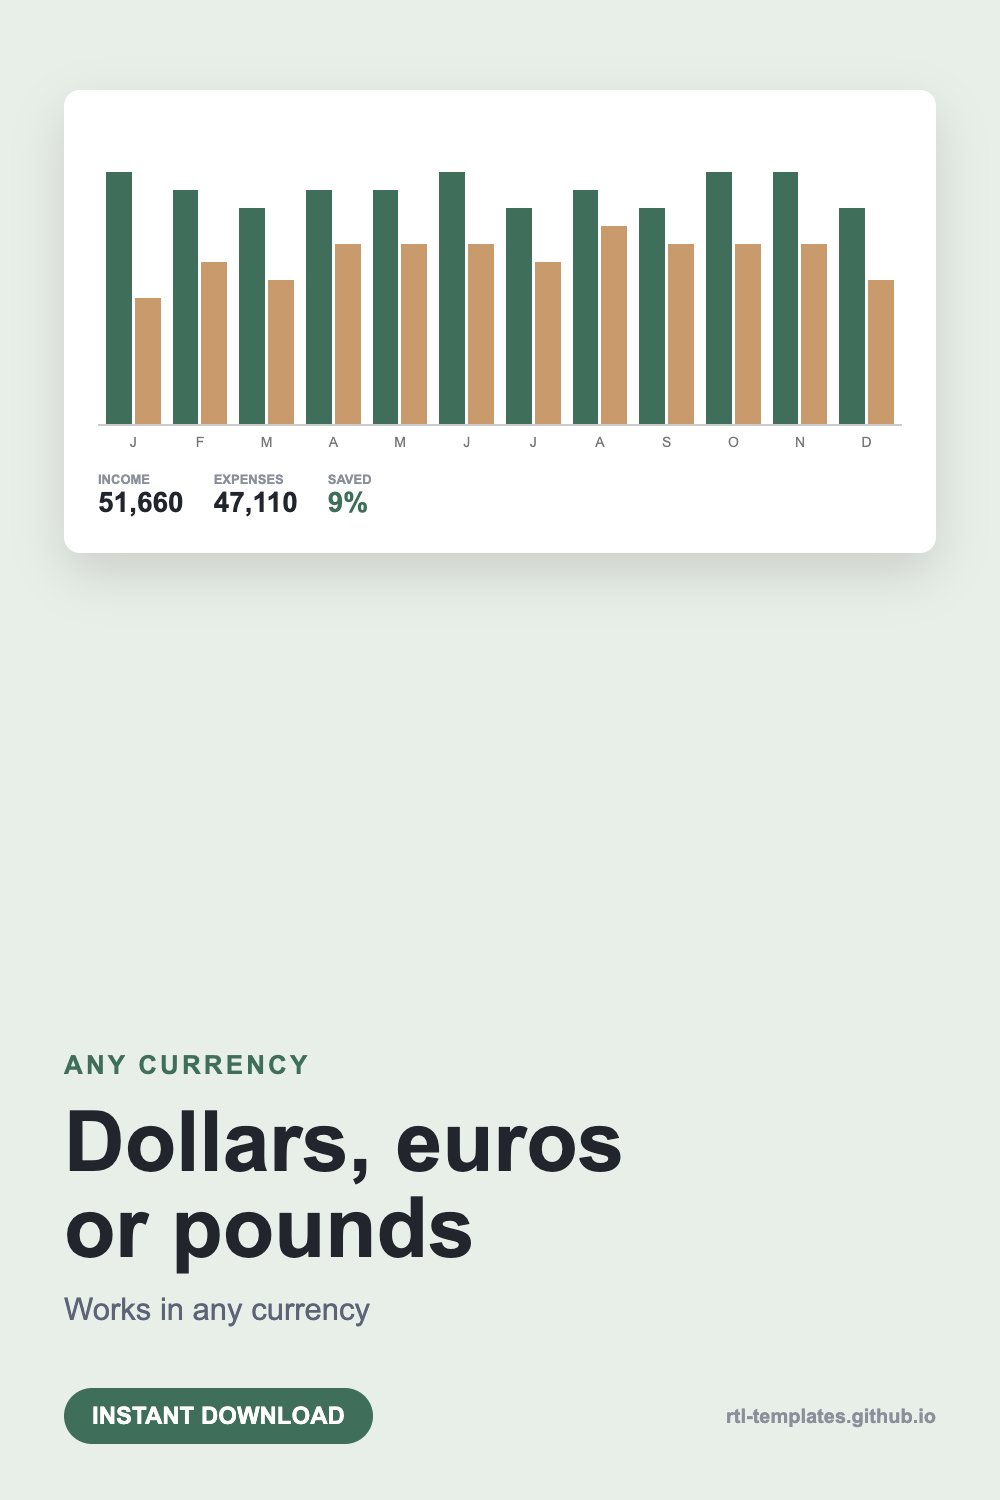 J F M A M J J A S O N D
INCOME EXPENSES SAVED
51,660 47,110 9%
ANY CURRENCY
Dollars, euros
or pounds
Works in any currency
INSTANT DOWNLOAD
rtl-templates.github.io